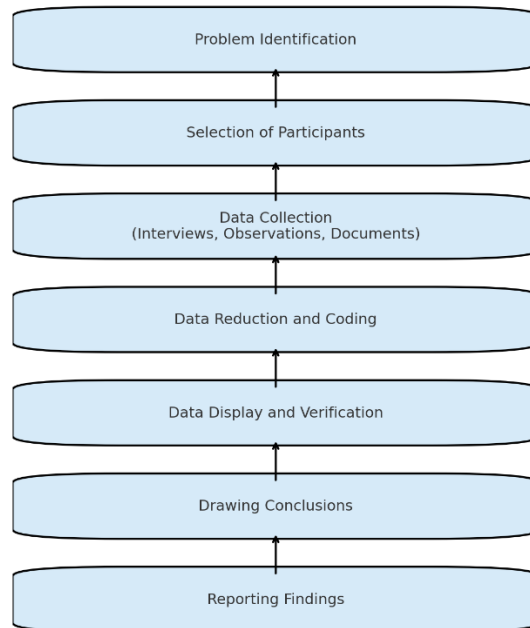 Problem Identification
Selection of Participants
Data Collection
(Interviews, Observations, Documents)
Data Reduction and Coding
Data Display and Verification
Drawing Conclusions
Reporting Findings